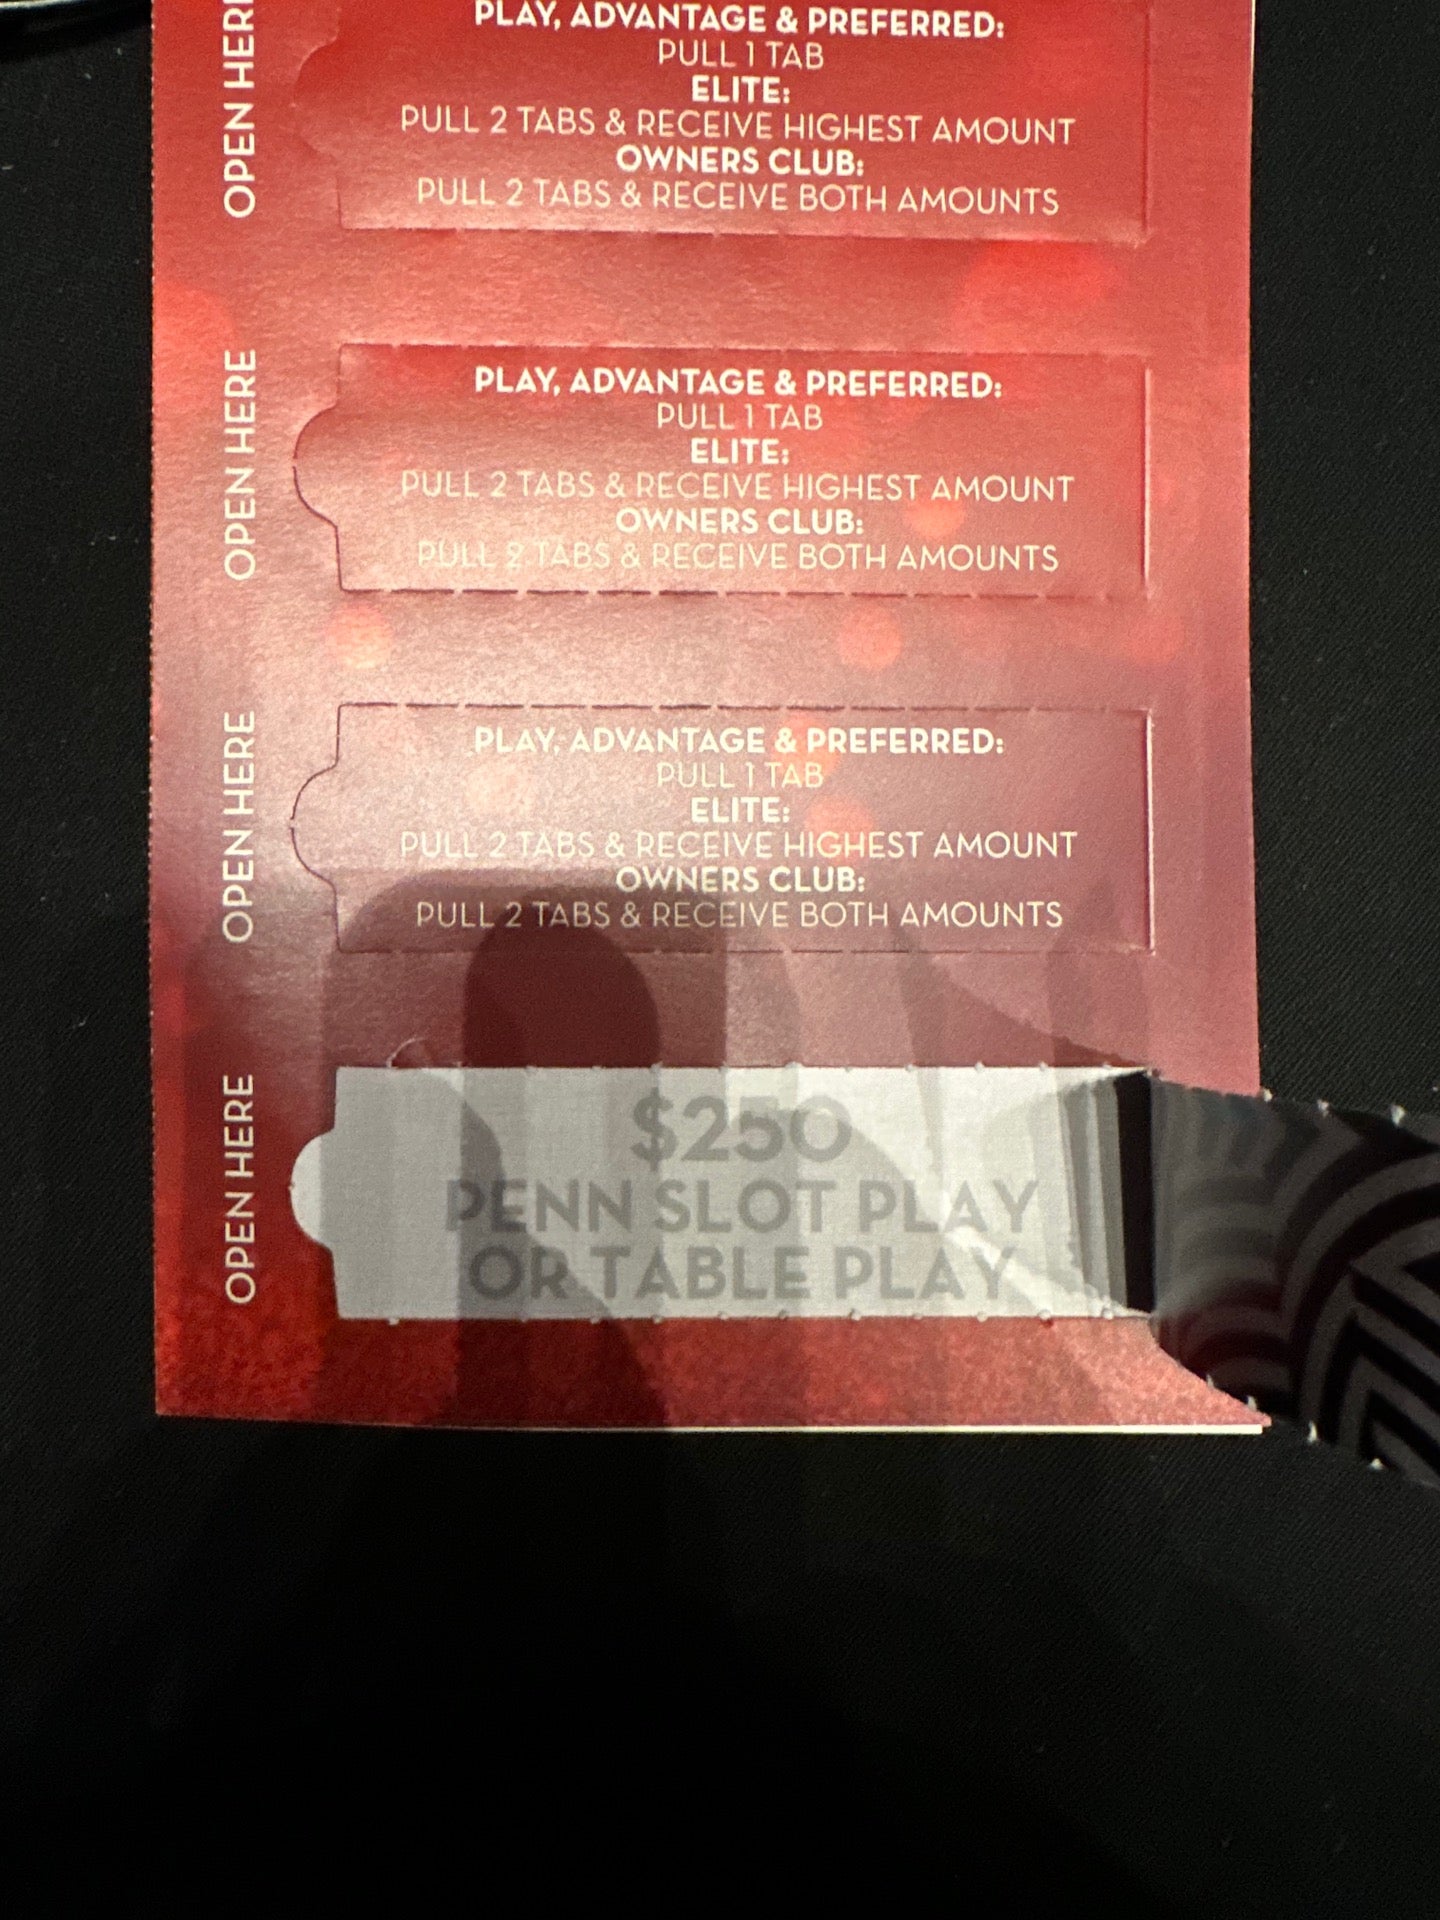 OPEN HERE
PLAY, ADVANTAGE & PREFERRED:
PULL 1 TAB
ELITE:
PULL 2 TABS & RECEIVE HIGHEST AMOUNT
OWNERS CLUB:
PULL 2 TABS & RECEIVE BOTH AMOUNTS
OPEN HERE
PLAY, ADVANTAGE & PREFERRED:
PULL 1 TAB
ELITE:
PULL 2 TABS & RECEIVE HIGHEST AMOUNT
OWNERS CLUB:
PULL 2 TABS & RECEIVE BOTH AMOUNTS
OPEN HERE
PLAY, ADVANTAGE & PREFERRED:
PULL 1 TAB
ELITE:
PULL 2 TABS & RECEIVE HIGHEST AMOUNT
OWNERS CLUB:
PULL 2 TABS & RECEIVE BOTH AMOUNTS
OPEN HERE
$250
PENN SLOT PLAY
OR TABLE PLAY